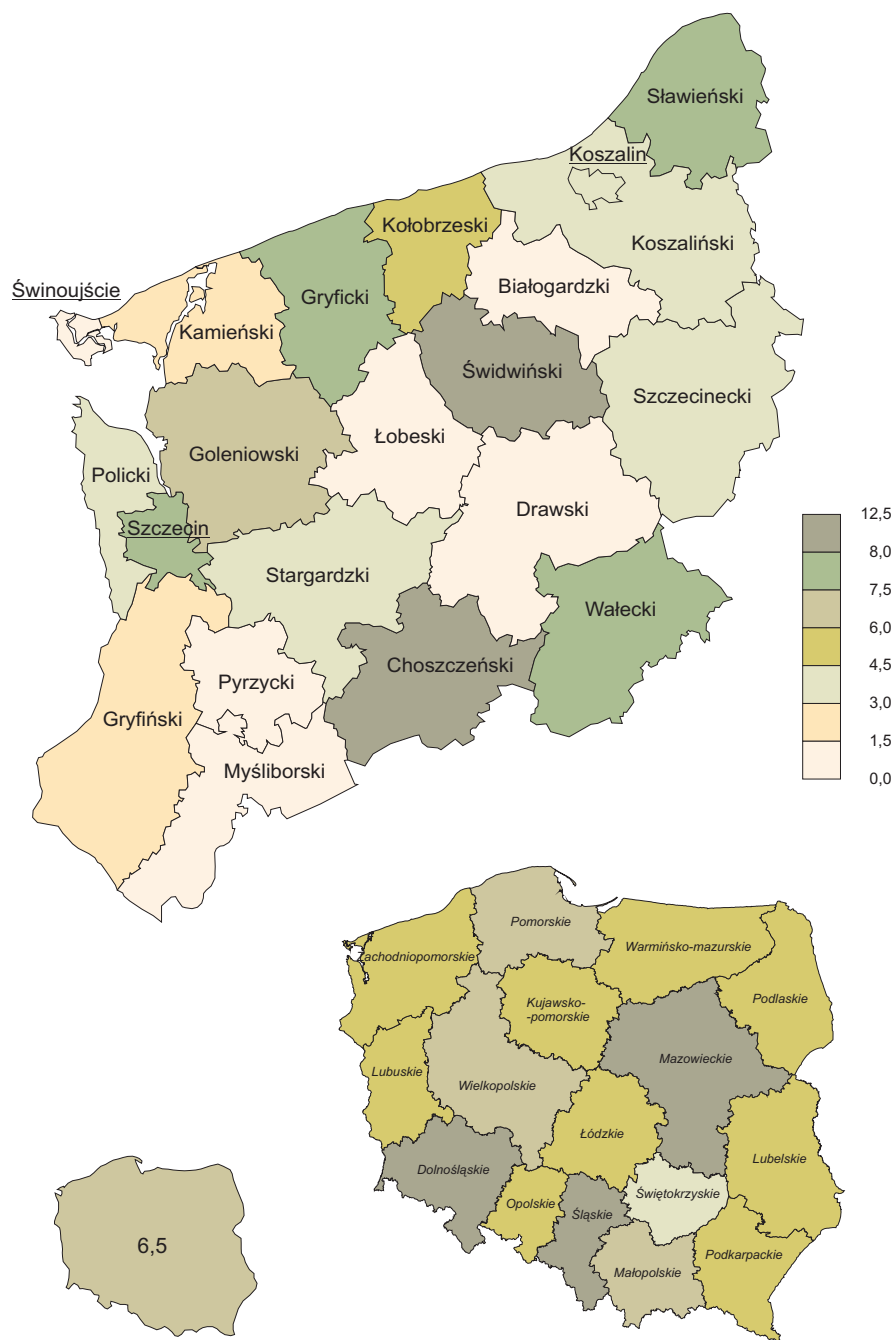 Sławieński
Koszalin
Kołobrzeski
Koszaliński
Świnoujście
Białogardzki
Gryficki
Kamieński
Świdwiński
Szczecinecki
Łobeski
Goleniowski
Policki
Drawski
12,5
Szczecin
8,0
Stargardzki
7,5
Wałecki
6,0
4,5
Choszczeński
3,0
Pyrzycki
Gryfiński
1,5
Myśliborski
0,0
Pomorskie
Warmińsko-mazurskie
Zachodniopomorskie
Kujawsko-
-pomorskie
Podlaskie
Mazowieckie
Lubuskie
Wielkopolskie
Łódzkie
Lubelskie
Dolnośląskie
Świętokrzyskie
Opolskie
Śląskie
6,5
Podkarpackie
Małopolskie